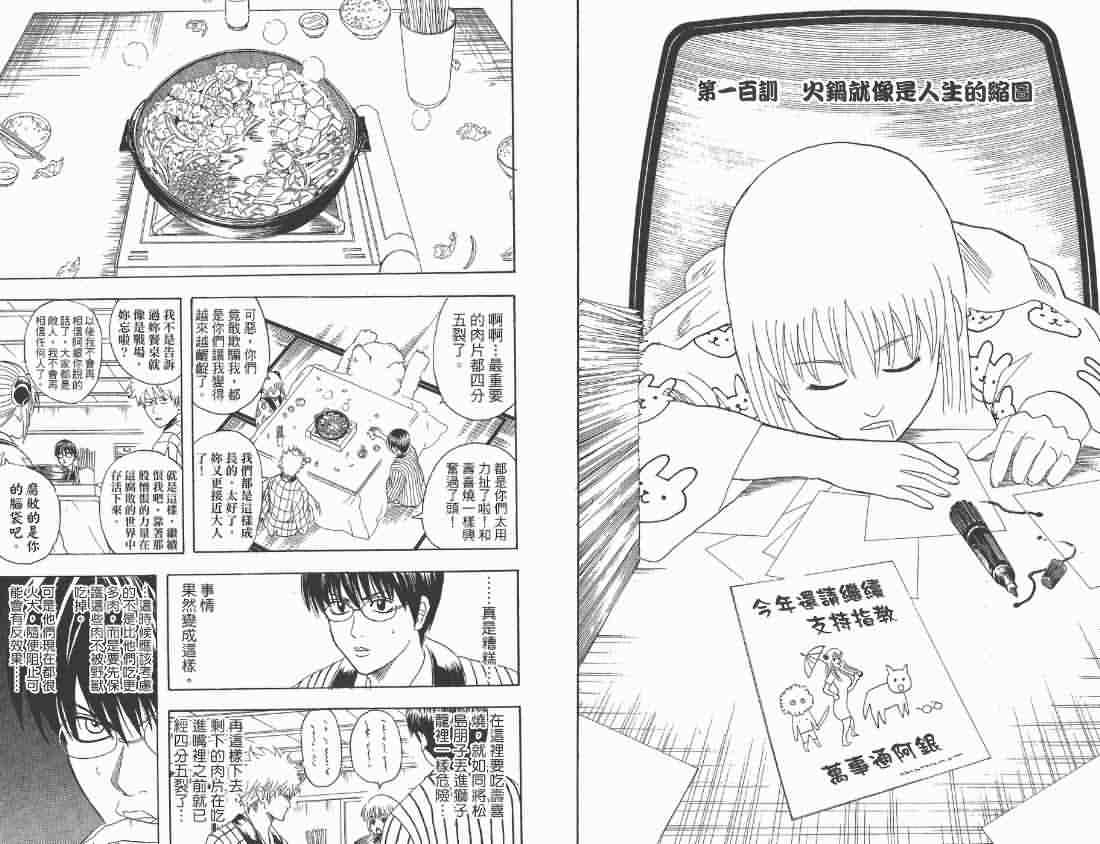 第一百訓　火鍋就像是人生的縮圖
今年還請繼續
支持指教
萬事通阿銀
啊啊…最重要
的肉片都四分
五裂了。
都是你們太用
力扯了啦！和
壽喜燒一樣興
奮過了頭！
可惡，你們
竟敢欺騙我，都
是你們讓我變得
越來越齷齪了。
我們都是這樣成
長的。太好了，
妳又更接近大人
了！
我不是告訴
過妳餐桌就
像是戰場，
妳忘啦？
以後我不會再
相信阿銀你說的
話了，大家都是
敵人，我不會再
相信任何人了。
就是這樣，繼續
恨我吧。靠著那
股憎恨的力量在
這腐敗的世界中
存活下來。
腐敗的是你
的腦袋吧。
……真是糟糕…
事情
果然變成這樣。
…這時候應該考慮
的不是比他們吃更
多肉，而是要先保
護這些肉不被野獸
吃掉。
可是他們現在都很
火大，隨便阻止可
能會有反效果……
在這裡要吃壽喜
燒，就如同將松
島朋子丟進獅子
籠裡一樣危險…
再這樣下去，
剩下的肉片在吃
進嘴裡之前就已
經四分五裂了…